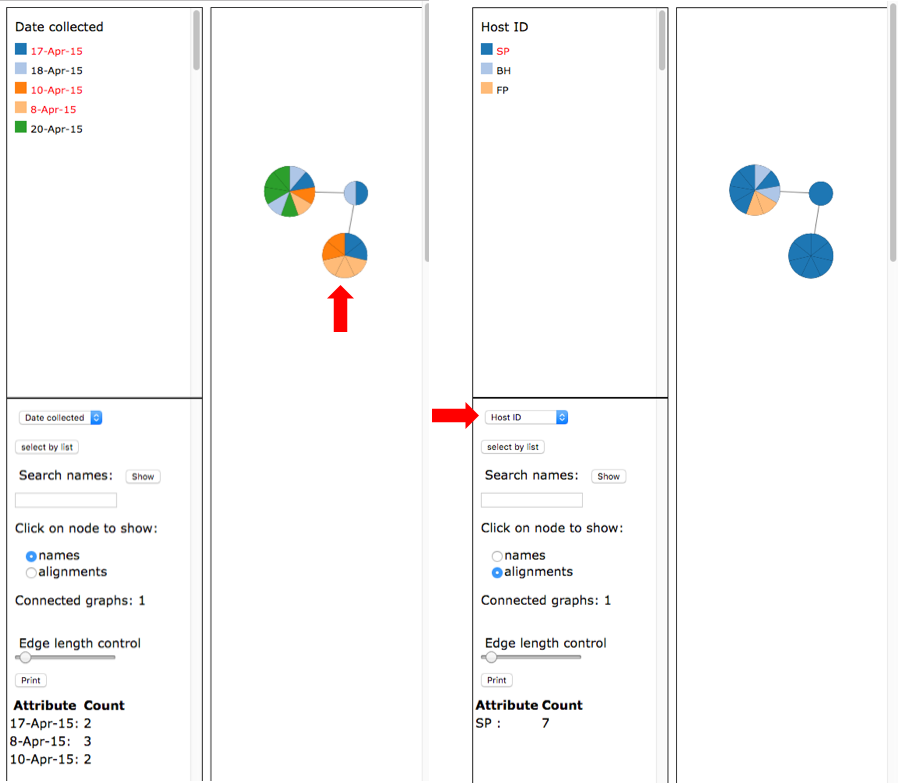 Date collected
17-Apr-15
18-Apr-15
10-Apr-15
8-Apr-15
20-Apr-15
Date collected
select by list
Search names: Show
Click on node to show:
names
alignments
Connected graphs: 1
Edge length control
Print
Attribute Count
17-Apr-15: 2
8-Apr-15: 3
10-Apr-15: 2
Host ID
SP
BH
FP
Host ID
select by list
Search names: Show
Click on node to show:
names
alignments
Connected graphs: 1
Edge length control
Print
Attribute Count
SP : 7